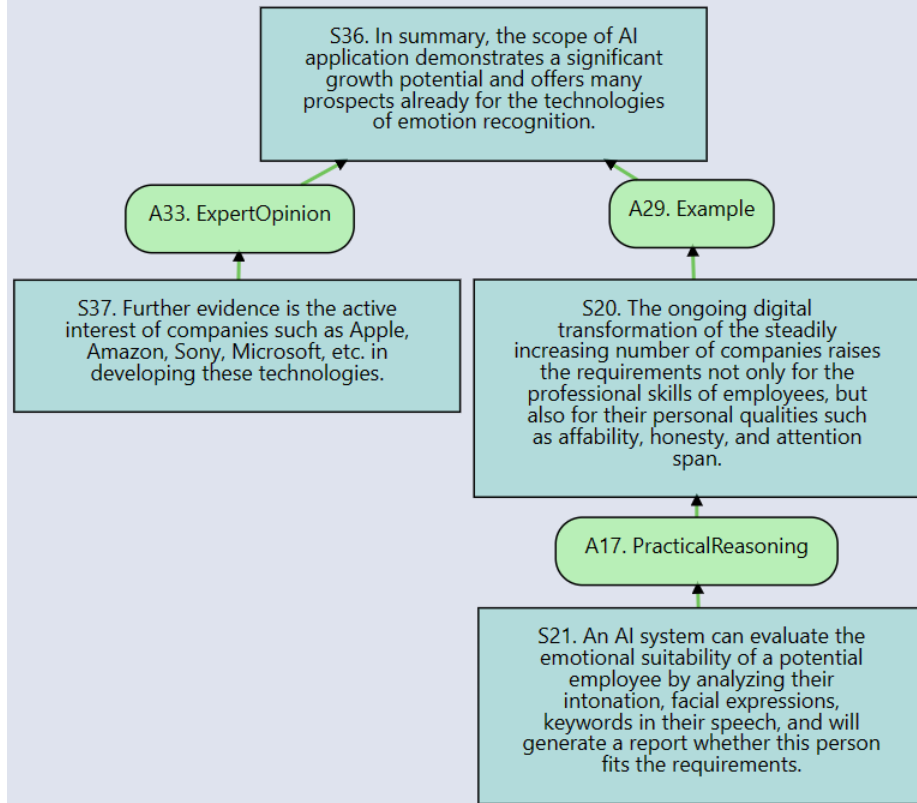 S36. In summary, the scope of AI
application demonstrates a significant
growth potential and offers many
prospects already for the technologies
of emotion recognition.
A33. ExpertOpinion
A29. Example
S37. Further evidence is the active
interest of companies such as Apple,
Amazon, Sony, Microsoft, etc. in
developing these technologies.
S20. The ongoing digital
transformation of the steadily
increasing number of companies raises
the requirements not only for the
professional skills of employees, but
also for their personal qualities such
as affability, honesty, and attention
span.
A17. PracticalReasoning
S21. An AI system can evaluate the
emotional suitability of a potential
employee by analyzing their
intonation, facial expressions,
keywords in their speech, and will
generate a report whether this person
fits the requirements.